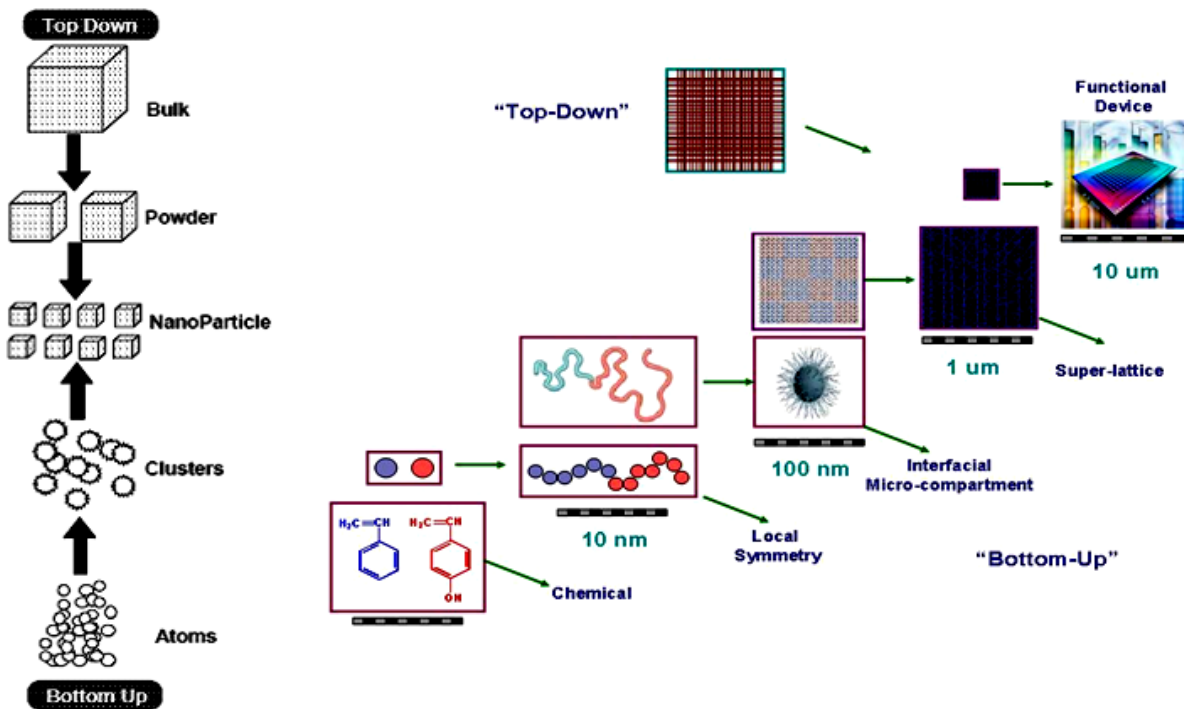 Top Down
Bulk
Powder
NanoParticle
Clusters
Atoms
Bottom Up
“Top-Down”
Functional
Device
10 um
1 um
Super-lattice
100 nm
Interfacial
Micro-compartment
10 nm
Local
Symmetry
“Bottom-Up”
H₂C=CH
H₂C=CH
OH
Chemical